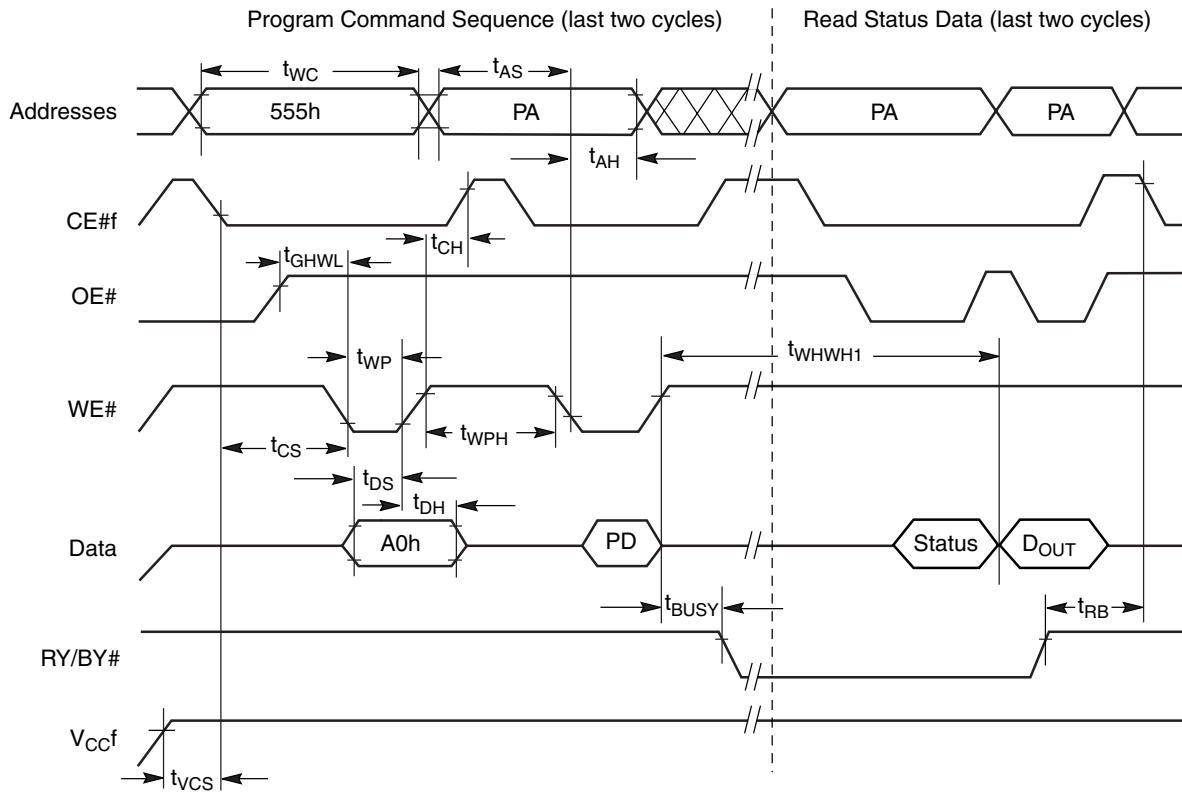 Program Command Sequence (last two cycles)
Read Status Data (last two cycles)
tWC
tAS
Addresses
555h
PA
PA
PA
tAH
CE#f
tCH
tGHWL
OE#
tWP
tWHWH1
WE#
tCS
tWPH
tDS
tDH
Data
A0h
PD
Status
DOUT
tBUSY
tRB
RY/BY#
VCCf
tVCS